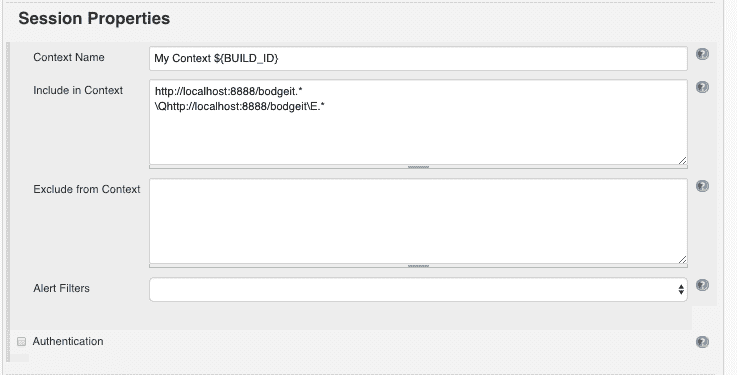 Session Properties
Context Name
My Context ${BUILD_ID}
Include in Context
http://localhost:8888/bodgeit.*
\Qhttp://localhost:8888/bodgeit\E.*
Exclude from Context
Alert Filters
Authentication